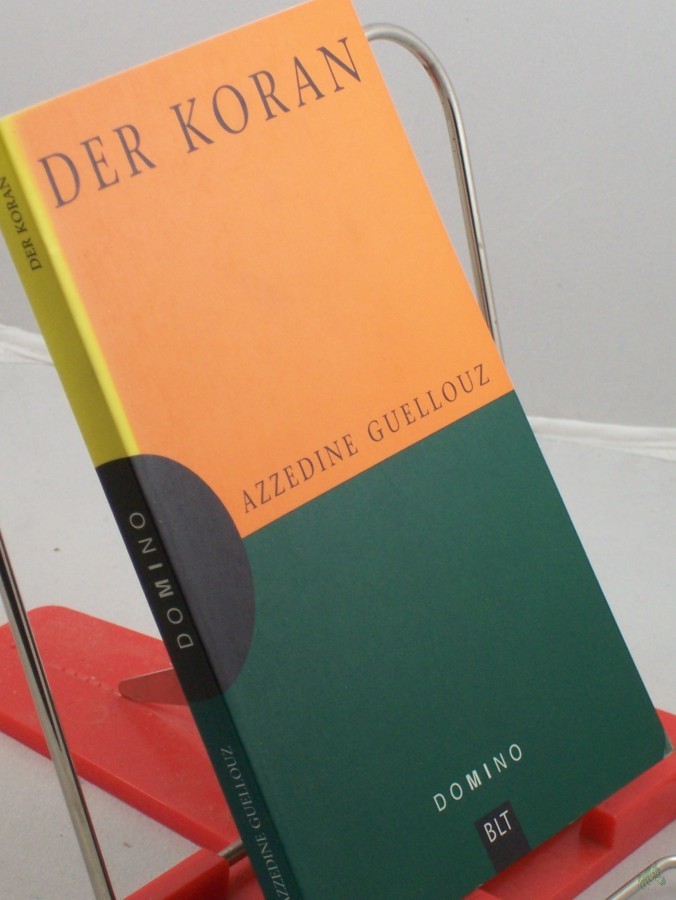 DER KORAN
AZZEDINE GUELLOUZ
DOMINO
BLT
DER KORAN
DOMINO
AZZEDINE GUELLOUZ